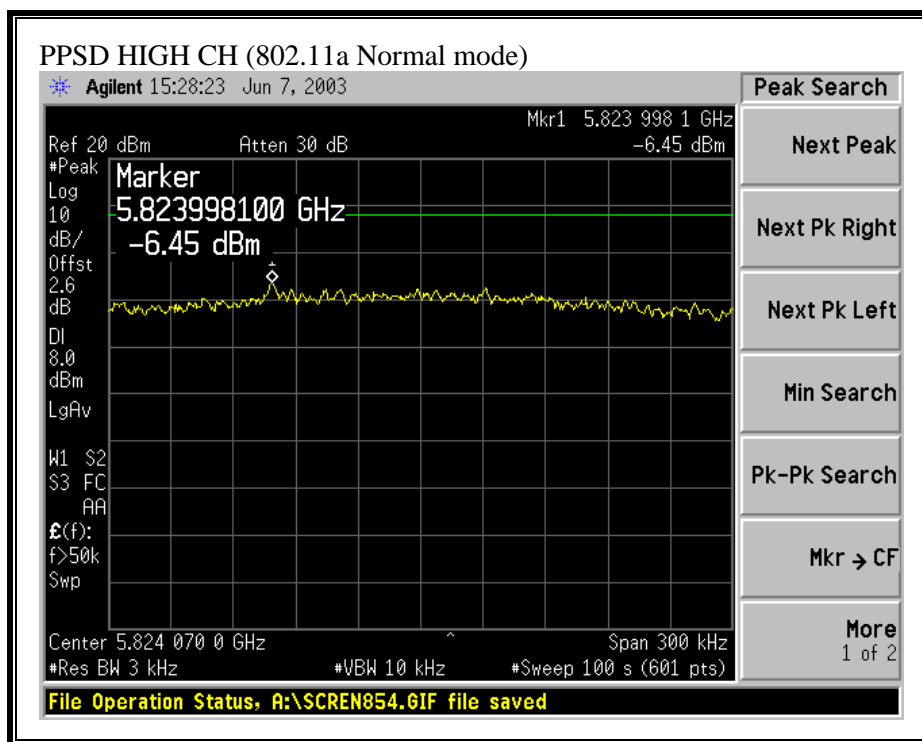 PPSD HIGH CH (802.11a Normal mode)
Agilent 15:28:23 Jun 7, 2003
Peak Search
Mkr1 5.823 998 1 GHz
Ref 20 dBm Atten 30 dB -6.45 dBm
#Peak
Log
10
dB/
Offst
2.6
dB
DI
8.0
dBm
LgAv
W1 S2
S3 FC
AA
£(f):
f>50k
Swp
Marker
5.823998100 GHz
-6.45 dBm
Center 5.824 070 0 GHz Span 300 kHz
#Res BW 3 kHz #VBW 10 kHz #Sweep 100 s (601 pts)
Next Peak
Next Pk Right
Next Pk Left
Min Search
Pk-Pk Search
Mkr → CF
More
1 of 2
File Operation Status, A:\SCREN854.GIF file saved